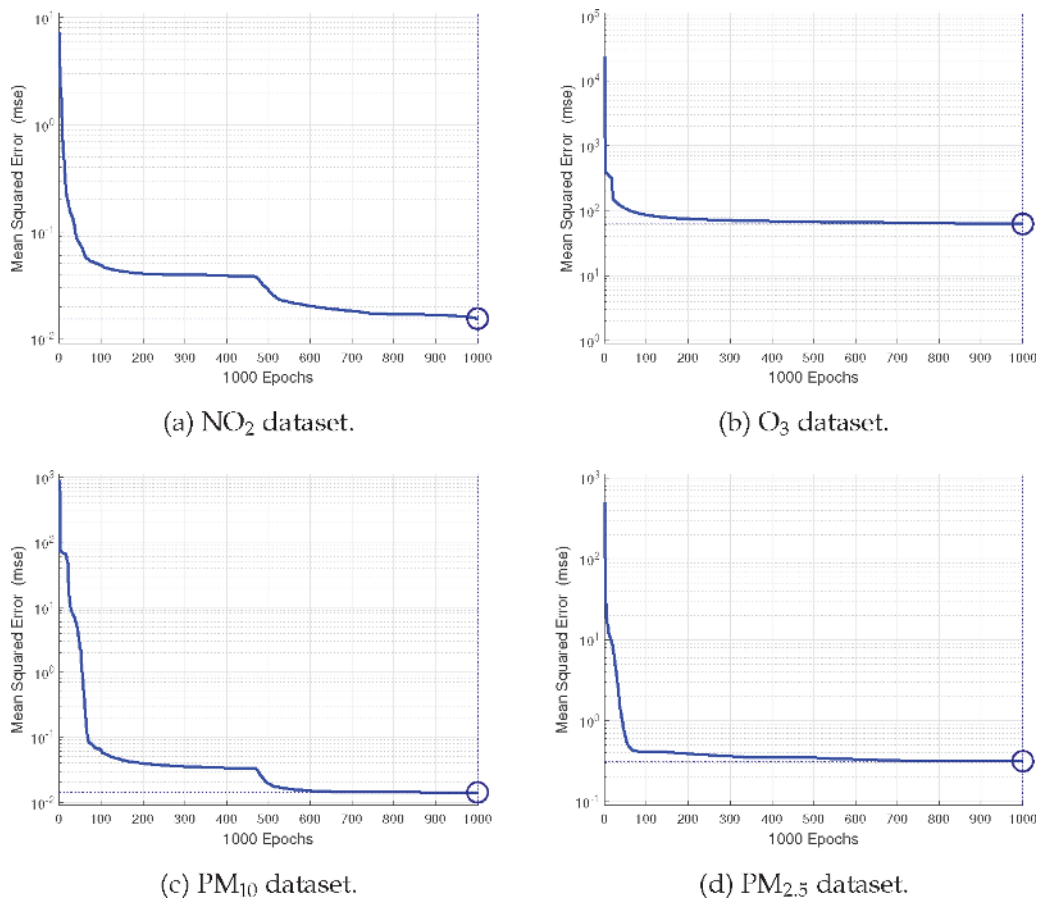 10^1
10^0
10^-1
10^-2
Mean Squared Error (mse)
0 100 200 300 400 500 600 700 800 900 1000
1000 Epochs
(a) NO₂ dataset.
10^5
10^4
10^3
10^2
10^1
10^0
Mean Squared Error (mse)
0 100 200 300 400 500 600 700 800 900 1000
1000 Epochs
(b) O₃ dataset.
10^3
10^2
10^1
10^0
10^-1
10^-2
Mean Squared Error (mse)
0 100 200 300 400 500 600 700 800 900 1000
1000 Epochs
(c) PM₁₀ dataset.
10^3
10^2
10^1
10^0
10^-1
Mean Squared Error (mse)
0 100 200 300 400 500 600 700 800 900 1000
1000 Epochs
(d) PM₂.₅ dataset.